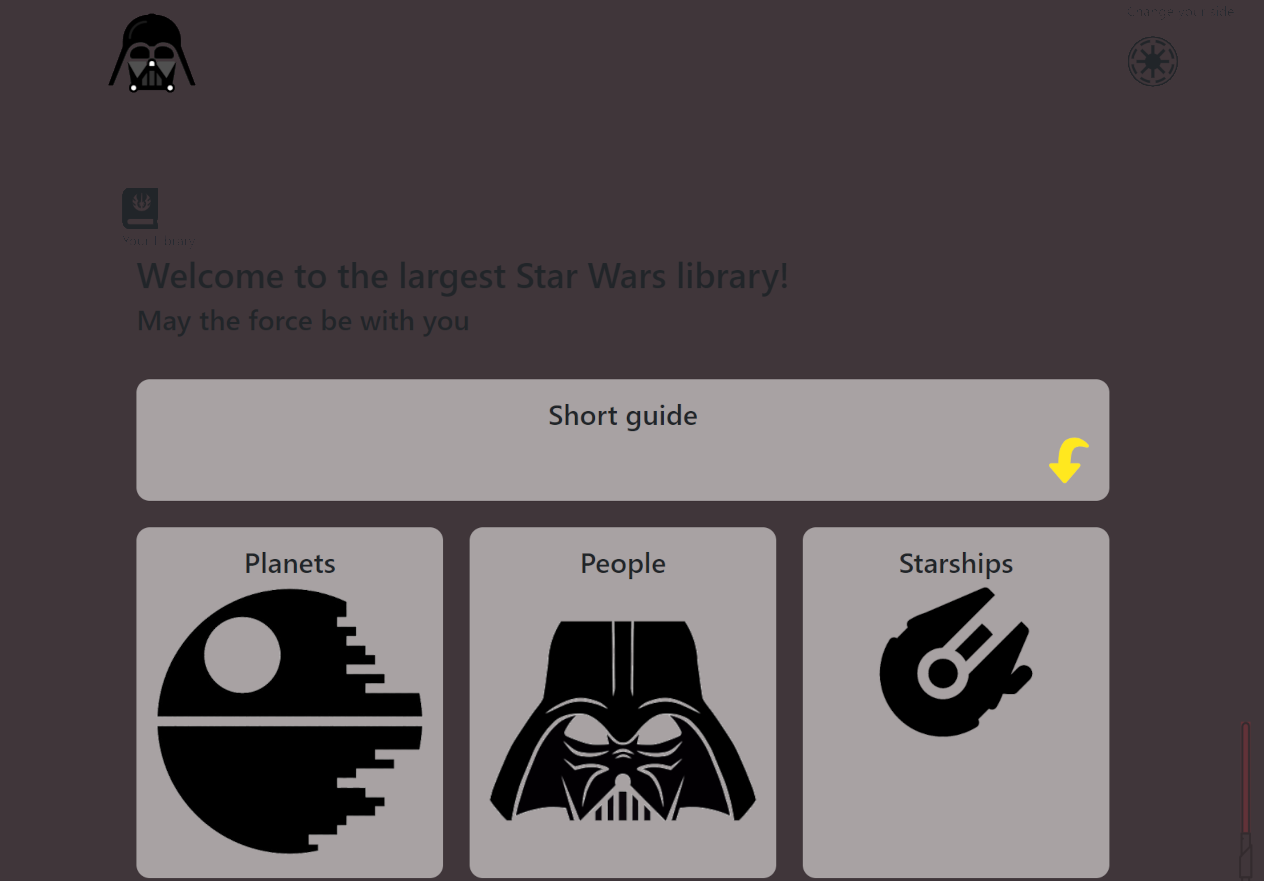 Change your side
Your library
Welcome to the largest Star Wars library!
May the force be with you
Short guide
Planets
People
Starships